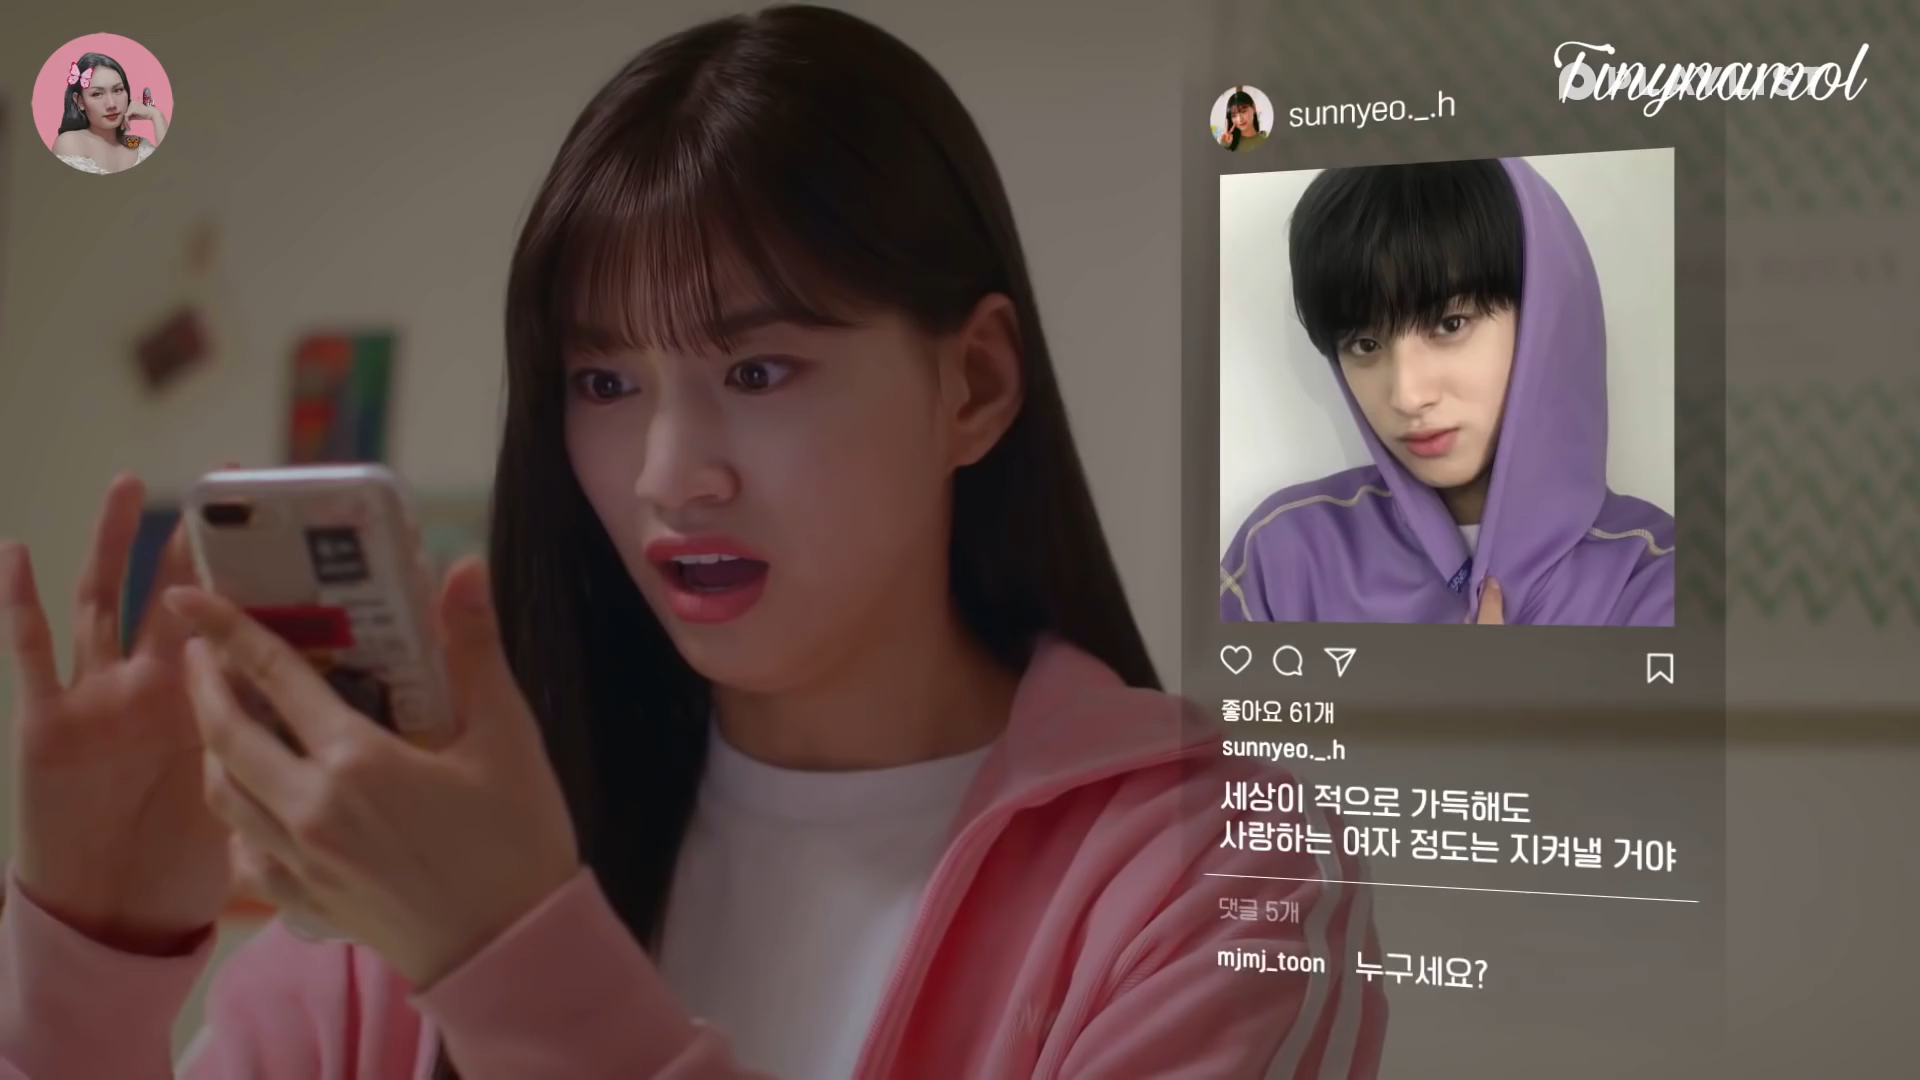 Tinynamol
PLAYLIST
sunnyeo._.h
좋아요 61개
sunnyeo._.h
세상이 적으로 가득해도
사랑하는 여자 정도는 지켜낼 거야
댓글 5개
mjmj_toon 누구세요?